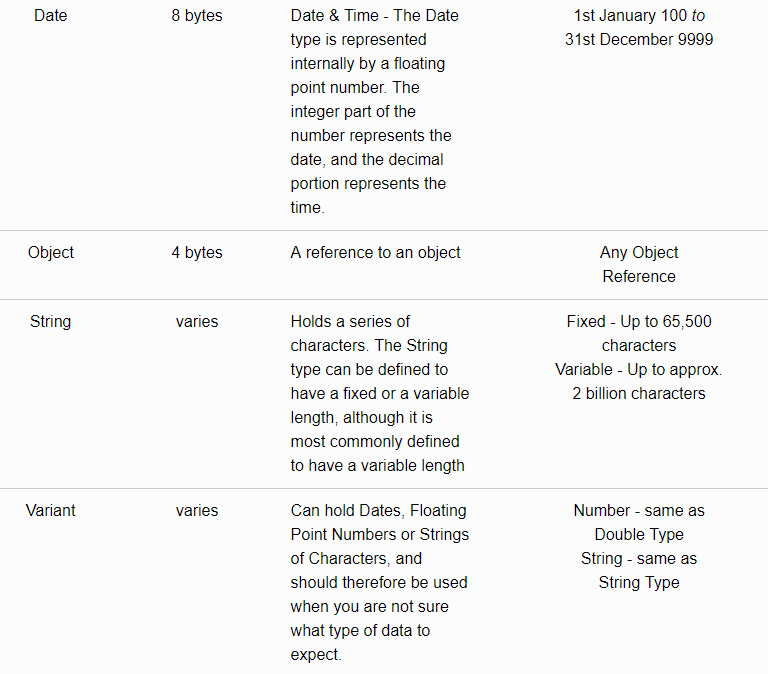 Date
8 bytes
Date & Time - The Date
type is represented
internally by a floating
point number. The
integer part of the
number represents the
date, and the decimal
portion represents the
time.
1st January 100 to
31st December 9999
Object
4 bytes
A reference to an object
Any Object
Reference
String
varies
Holds a series of
characters. The String
type can be defined to
have a fixed or a variable
length, although it is
most commonly defined
to have a variable length
Fixed - Up to 65,500
characters
Variable - Up to approx.
2 billion characters
Variant
varies
Can hold Dates, Floating
Point Numbers or Strings
of Characters, and
should therefore be used
when you are not sure
what type of data to
expect.
Number - same as
Double Type
String - same as
String Type